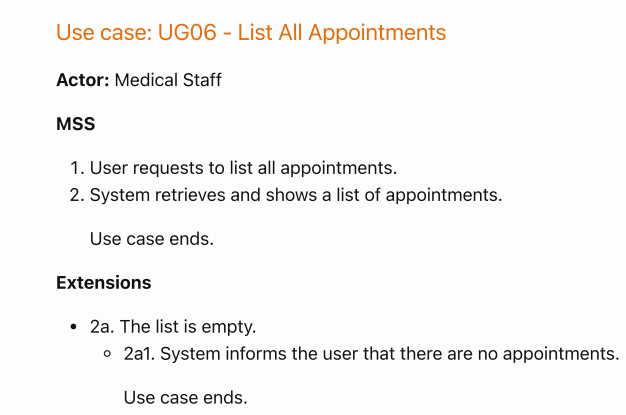 Use case: UG06 - List All Appointments
Actor: Medical Staff
MSS
1. User requests to list all appointments.
2. System retrieves and shows a list of appointments.
Use case ends.
Extensions
• 2a. The list is empty.
◦ 2a1. System informs the user that there are no appointments.
Use case ends.